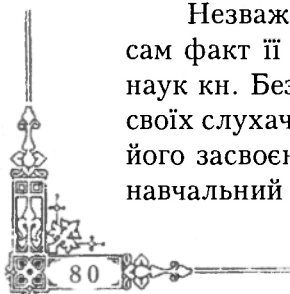 Незваж
сам факт її
наук кн. Без
своїх слухач
його засвоєн
навчальний
80